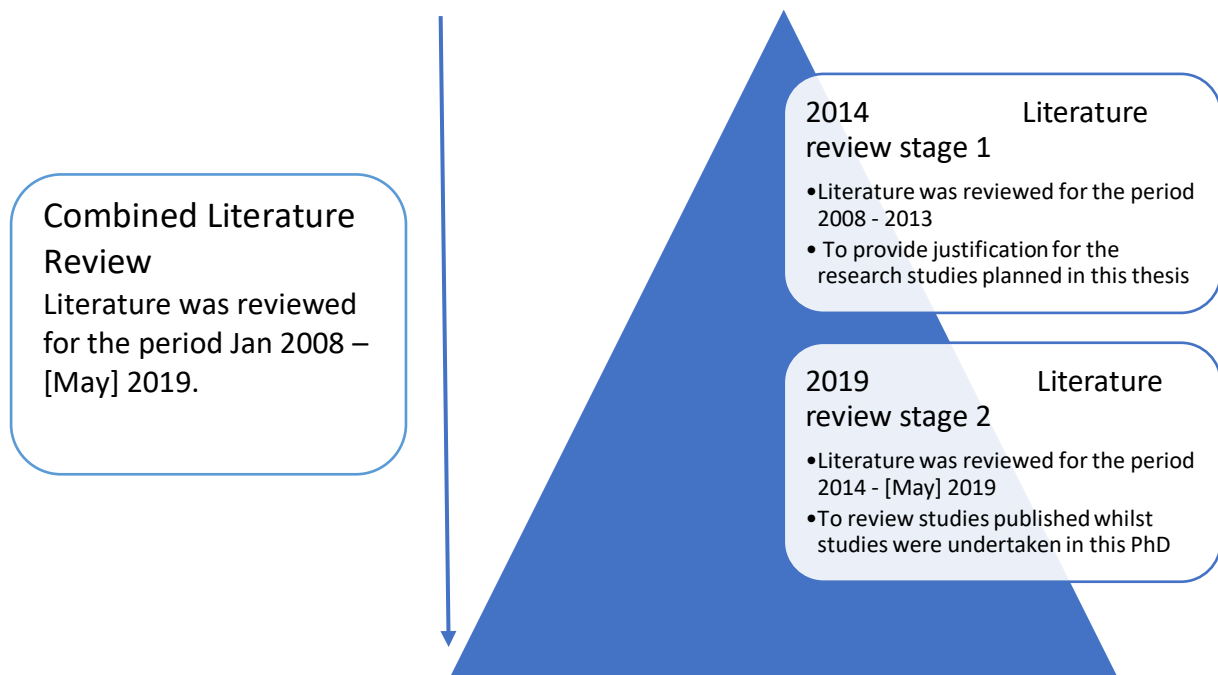 Combined Literature
Review
Literature was reviewed
for the period Jan 2008 –
[May] 2019.
2014 Literature
review stage 1
•Literature was reviewed for the period
2008 - 2013
• To provide justification for the
research studies planned in this thesis
2019 Literature
review stage 2
•Literature was reviewed for the period
2014 - [May] 2019
•To review studies published whilst
studies were undertaken in this PhD